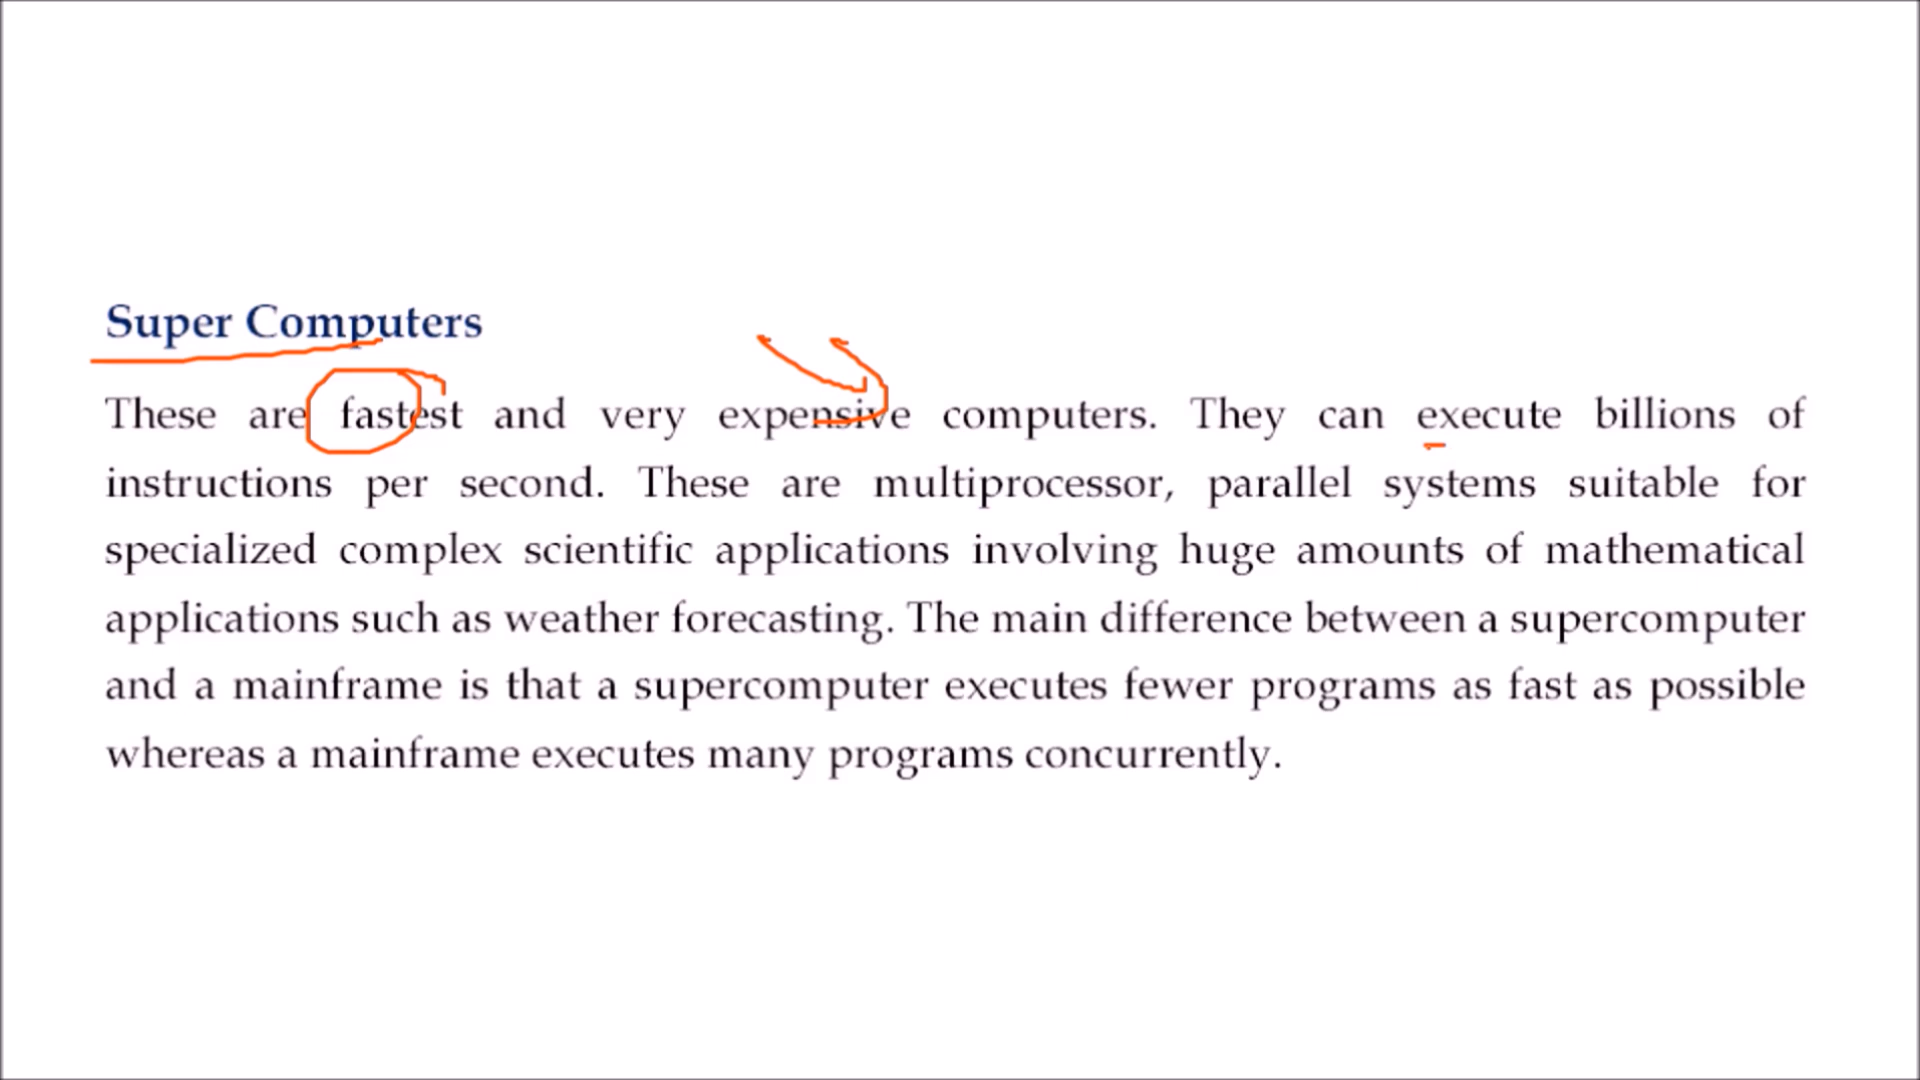 Super Computers
These are fastest and very expensive computers. They can execute billions of
instructions per second. These are multiprocessor, parallel systems suitable for
specialized complex scientific applications involving huge amounts of mathematical
applications such as weather forecasting. The main difference between a supercomputer
and a mainframe is that a supercomputer executes fewer programs as fast as possible
whereas a mainframe executes many programs concurrently.